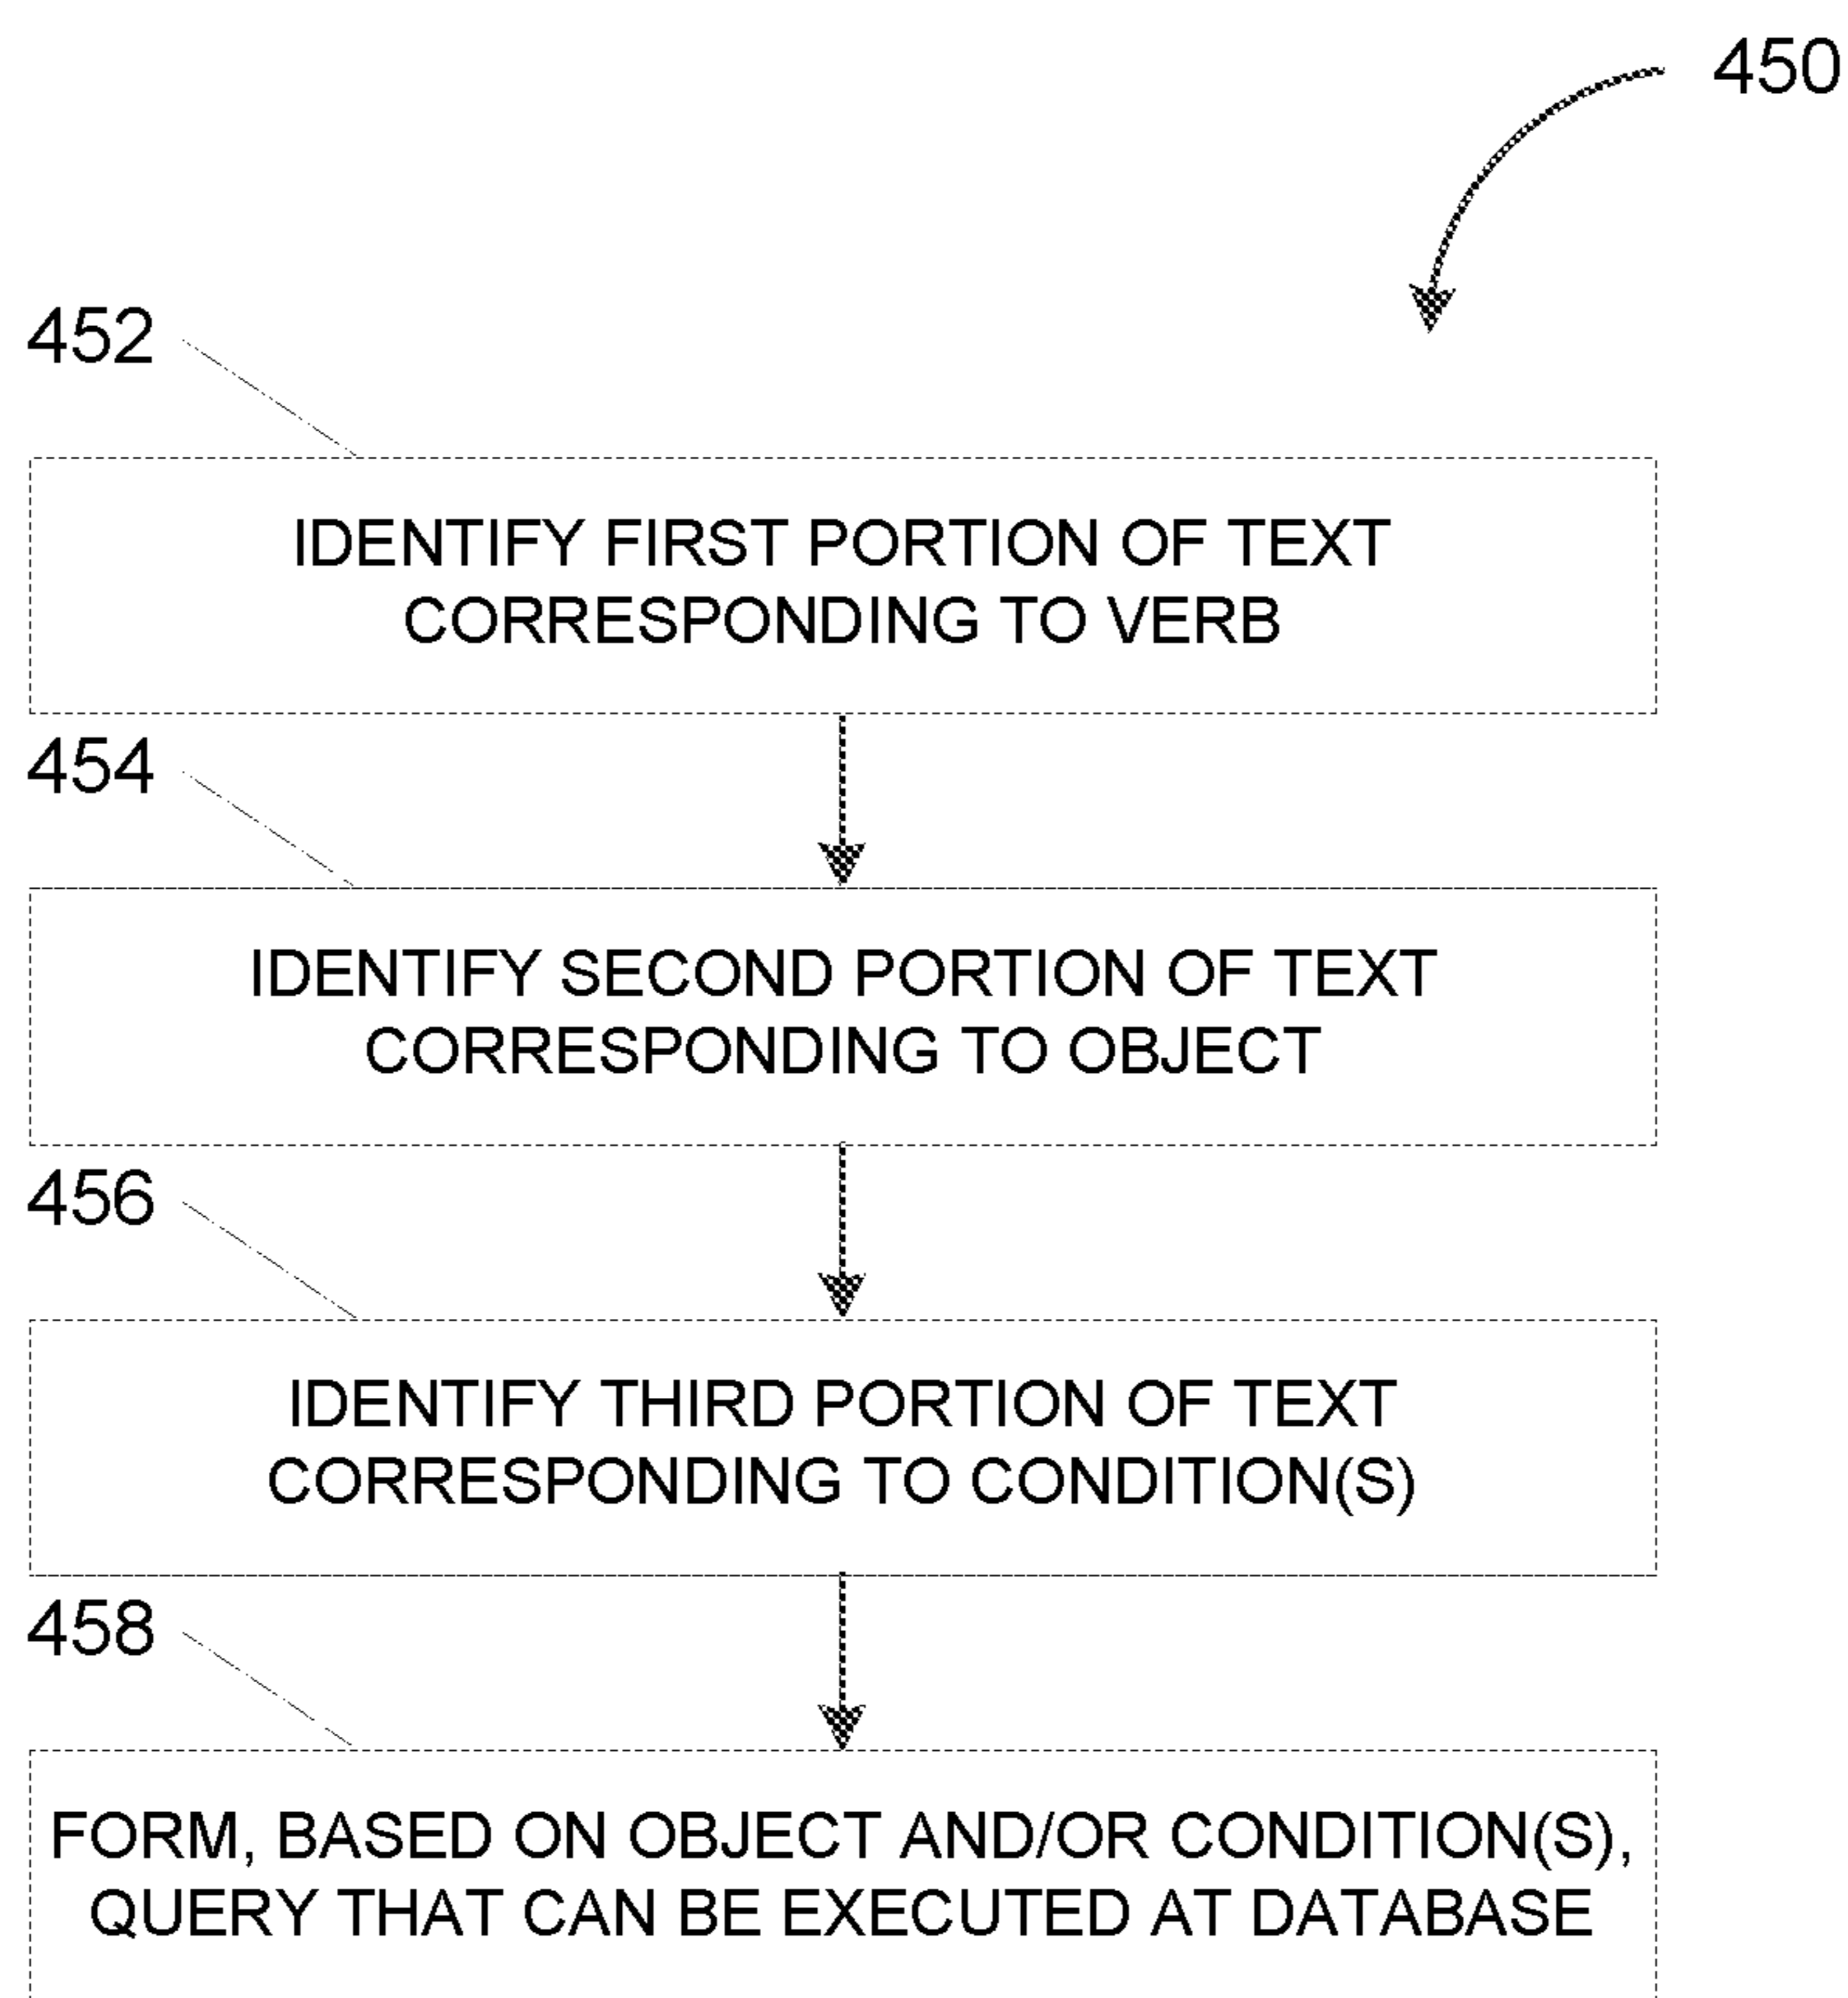 450
452
IDENTIFY FIRST PORTION OF TEXT
CORRESPONDING TO VERB
454
IDENTIFY SECOND PORTION OF TEXT
CORRESPONDING TO OBJECT
456
IDENTIFY THIRD PORTION OF TEXT
CORRESPONDING TO CONDITION(S)
458
FORM, BASED ON OBJECT AND/OR CONDITION(S),
QUERY THAT CAN BE EXECUTED AT DATABASE